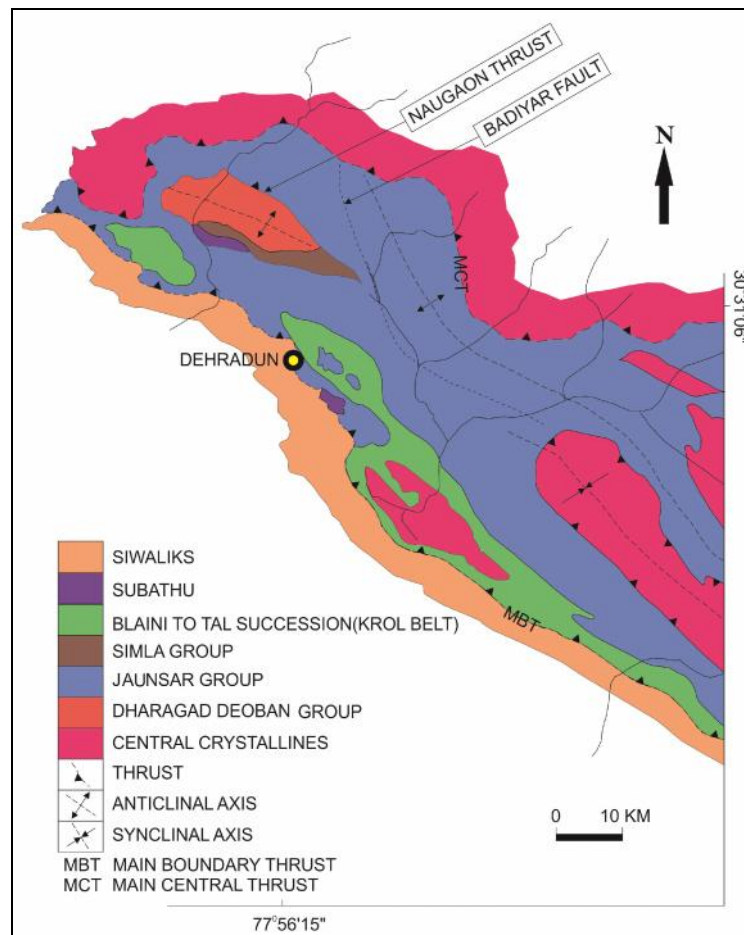 NAUGAON THRUST
BADIYAR FAULT
N
MCT
30°31'06"
DEHRADUN
MBT
SIWALIKS
SUBATHU
BLAINI TO TAL SUCCESSION(KROL BELT)
SIMLA GROUP
JAUNSAR GROUP
DHARAGAD DEOBAN GROUP
CENTRAL CRYSTALLINES
THRUST
ANTICLINAL AXIS
SYNCLINAL AXIS
MBT MAIN BOUNDARY THRUST
MCT MAIN CENTRAL THRUST
0 10 KM
77°56'15"